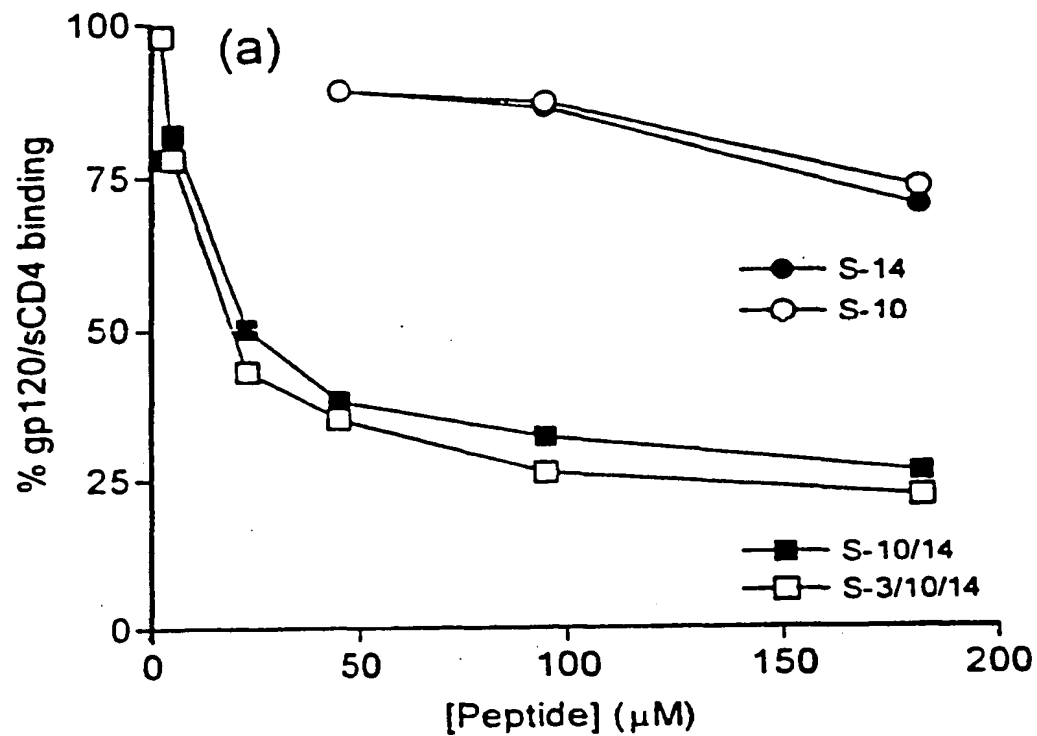 (a)
% gp120/sCD4 binding
100
75
50
25
0
S-14
S-10
S-10/14
S-3/10/14
0 50 100 150 200
[Peptide] (μM)